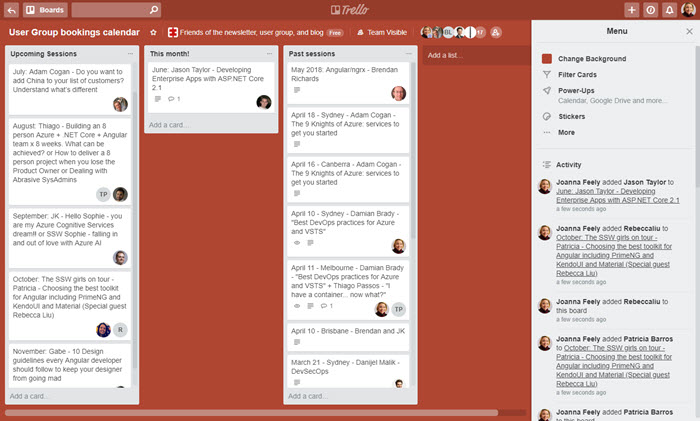 Boards
Trello
User Group bookings calendar
Friends of the newsletter, user group, and blog Free
Team Visible
BL
17
Upcoming Sessions
July: Adam Cogan - Do you want to
add China to your list of customers?
Understand what's different
August: Thiago - Building an 8
person Azure + .NET Core + Angular
team x 8 weeks. What can be
achieved? or How to deliver a 8
person project when you lose the
Product Owner or Dealing with
Abrasive SysAdmins
TP
September: JK - Hello Sophie - you
are my Azure Cognitive Services
dream!! or SSW Sophie - falling in
and out of love with Azure AI
October: The SSW girls on tour -
Patricia - Choosing the best toolkit
for Angular including PrimeNG and
KendoUI and Material (Special guest
Rebecca Liu)
R
November: Gabe - 10 Design
guidelines every Angular developer
should follow to keep your designer
from going mad
Add a card...
This month!
June: Jason Taylor - Developing
Enterprise Apps with ASP.NET Core
2.1
1
Add a card...
Past sessions
May 2018: Angular/ngrx - Brendan
Richards
April 18 - Sydney - Adam Cogan -
The 9 Knights of Azure: services to
get you started
April 16 - Canberra - Adam Cogan -
The 9 Knights of Azure: services to
get you started
April 10 - Sydney - Damian Brady -
"Best DevOps practices for Azure
and VSTS"
April 11 - Melbourne - Damian Brady
- "Best DevOps practices for Azure
and VSTS" + Thiago Passos - "I
have a container... now what?"
1
TP
April 10 - Brisbane - Brendan and JK
March 21 - Sydney - Danijel Malik -
DevSecOps
Add a card...
Add a list...
Menu
Change Background
Filter Cards
Power-Ups
Calendar, Google Drive and more...
Stickers
More
Activity
Joanna Feely added Jason Taylor to
June: Jason Taylor - Developing
Enterprise Apps with ASP.NET Core 2.1
a few seconds ago
Joanna Feely added Rebeccaliu to
October: The SSW girls on tour -
Patricia - Choosing the best toolkit for
Angular including PrimeNG and
KendoUI and Material (Special guest
Rebecca Liu)
a few seconds ago
Joanna Feely added Rebeccaliu to
this board
a few seconds ago
Joanna Feely added Patricia Barros
to October: The SSW girls on tour -
Patricia - Choosing the best toolkit for
Angular including PrimeNG and
KendoUI and Material (Special guest
Rebecca Liu)
a few seconds ago
Joanna Feely added Patricia Barros